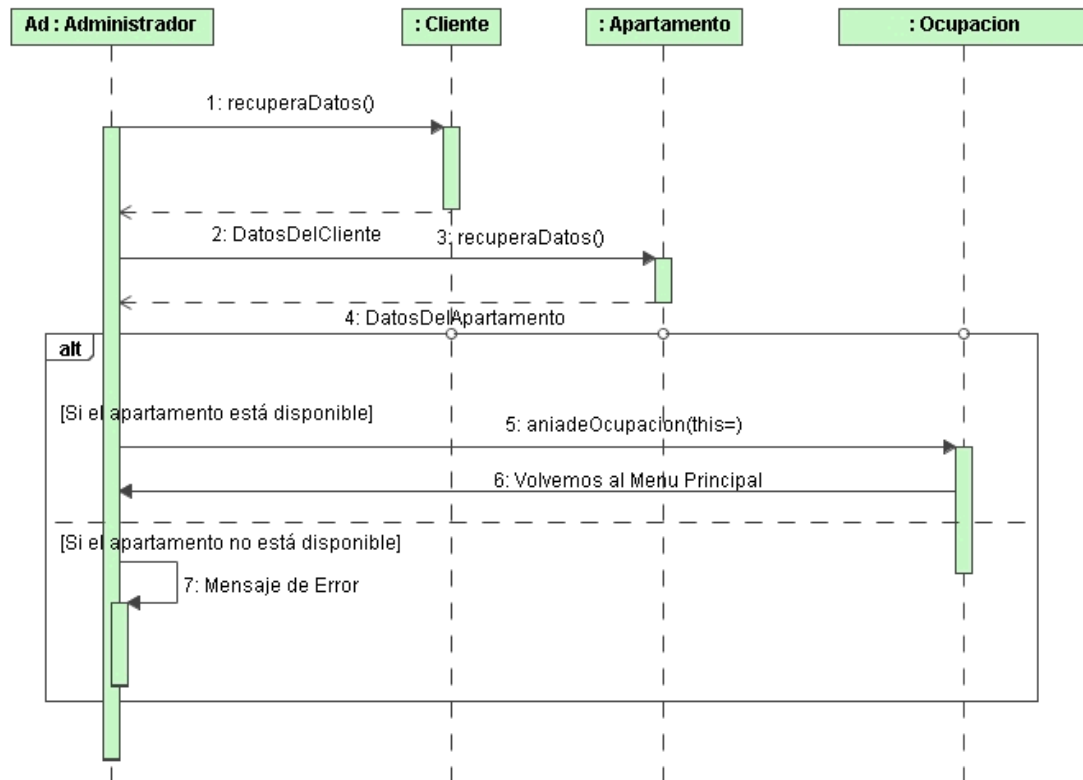 Ad : Administrador
: Cliente
: Apartamento
: Ocupacion
1: recuperaDatos()
2: DatosDelCliente
3: recuperaDatos()
4: DatosDelApartamento
alt
[Si el apartamento está disponible]
5: aniadeOcupacion(this=)
6: Volvemos al Menu Principal
[Si el apartamento no está disponible]
7: Mensaje de Error